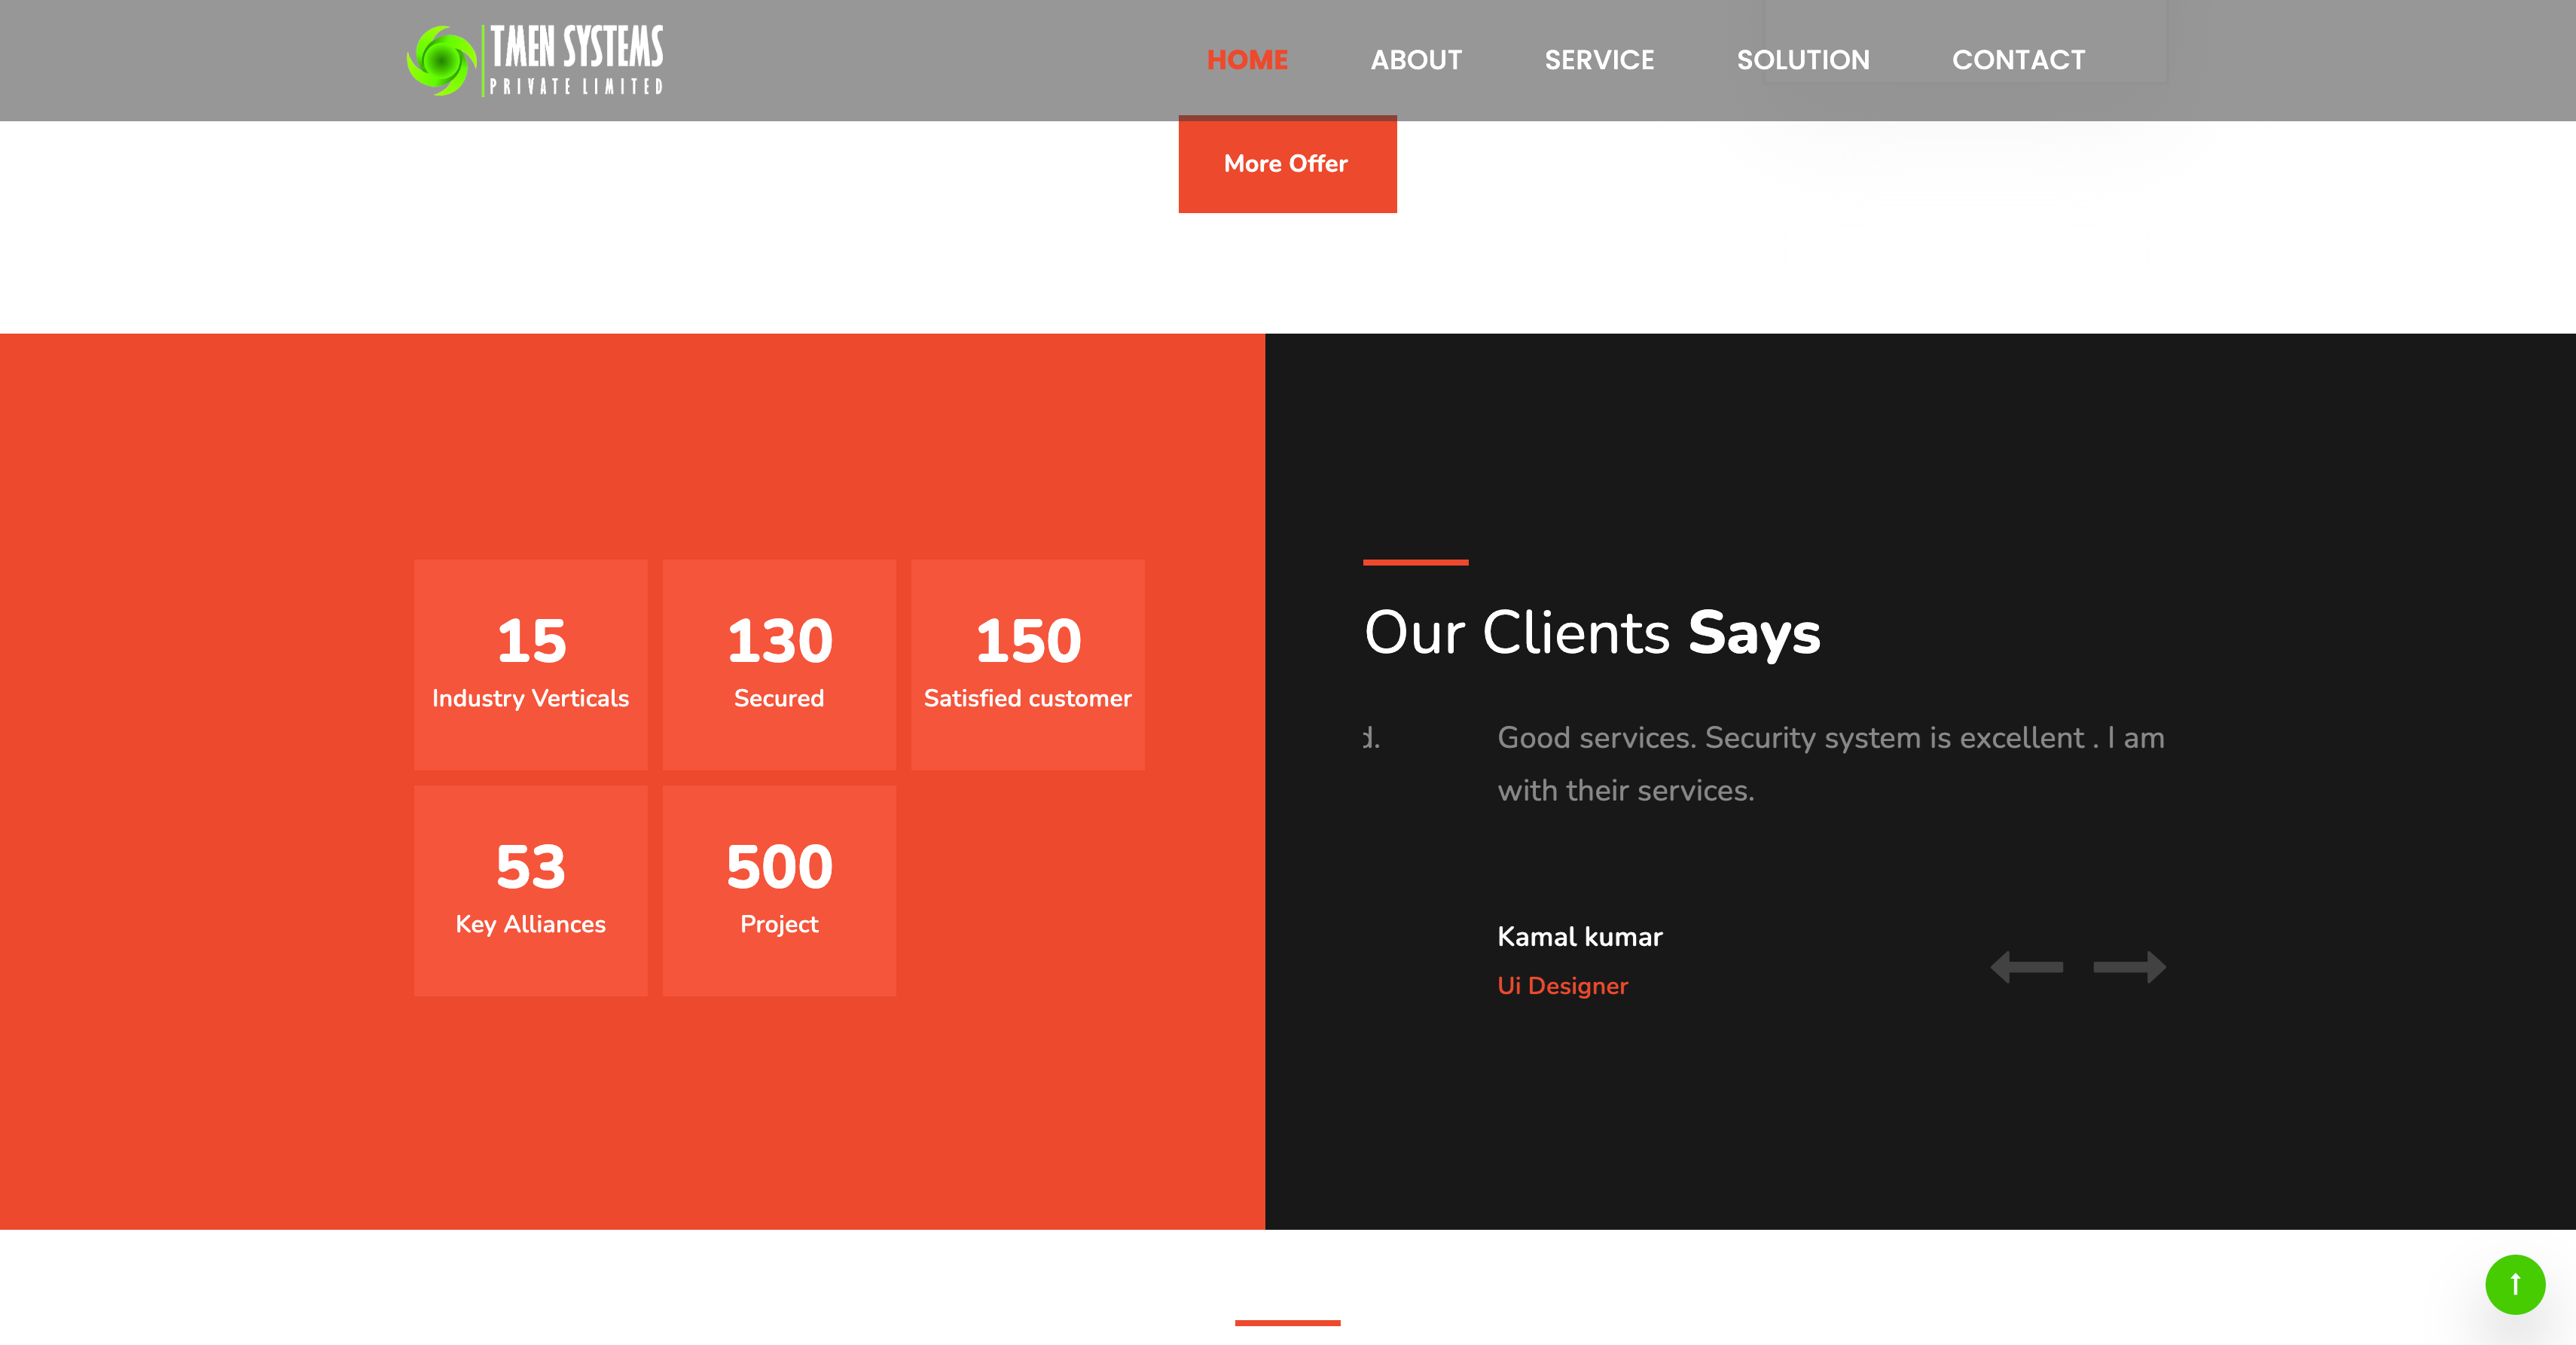 TMEN SYSTEMS
PRIVATE LIMITED
HOME ABOUT SERVICE SOLUTION CONTACT
More Offer
15
Industry Verticals
130
Secured
150
Satisfied customer
53
Key Alliances
500
Project
Our Clients Says
d.
Good services. Security system is excellent . I am
with their services.
Kamal kumar
Ui Designer